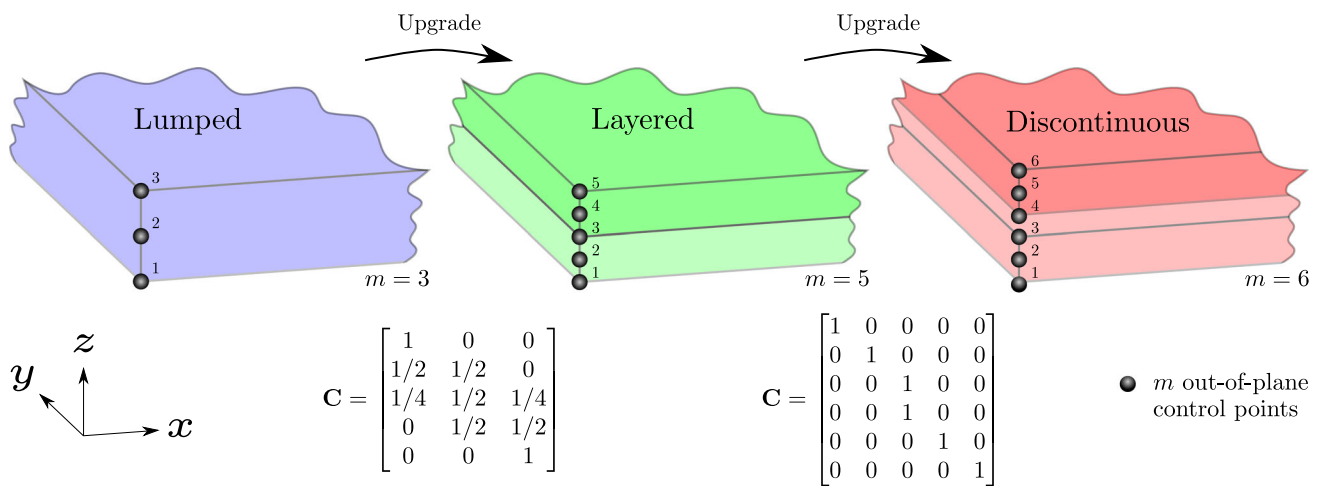 Upgrade Upgrade
Lumped Layered Discontinuous
3 5 6
4 5
2 3 4
3
2 2
1 1 1
m = 3 m = 5 m = 6
z
y
x
C = [1 0 0
1/2 1/2 0
1/4 1/2 1/4
0 1/2 1/2
0 0 1]
C = [1 0 0 0 0
0 1 0 0 0
0 0 1 0 0
0 0 1 0 0
0 0 0 1 0
0 0 0 0 1]
m out-of-plane
control points